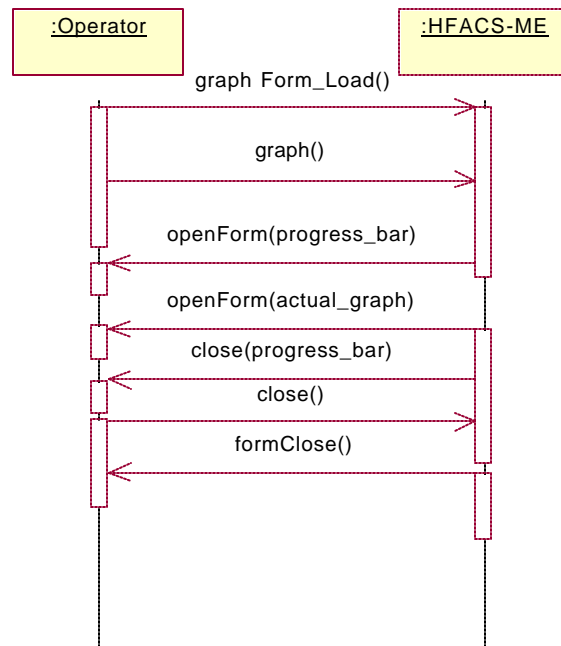 :Operator
:HFACS-ME
graph Form_Load()
graph()
openForm(progress_bar)
openForm(actual_graph)
close(progress_bar)
close()
formClose()